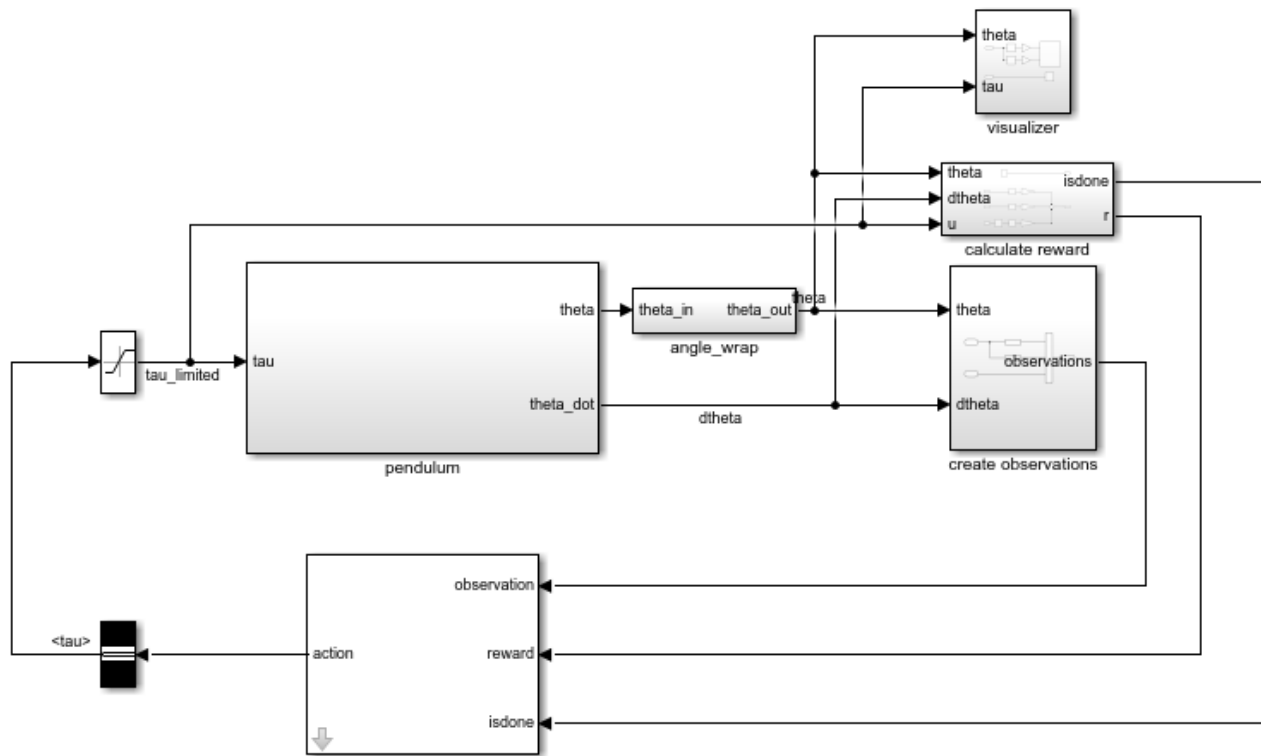 theta
tau
visualizer
theta
isdone
dtheta
r
u
calculate reward
theta
theta_in
theta_out
theta
theta
angle_wrap
tau
tau_limited
observations
theta_dot
dtheta
dtheta
pendulum
create observations
observation
<tau>
action
reward
isdone